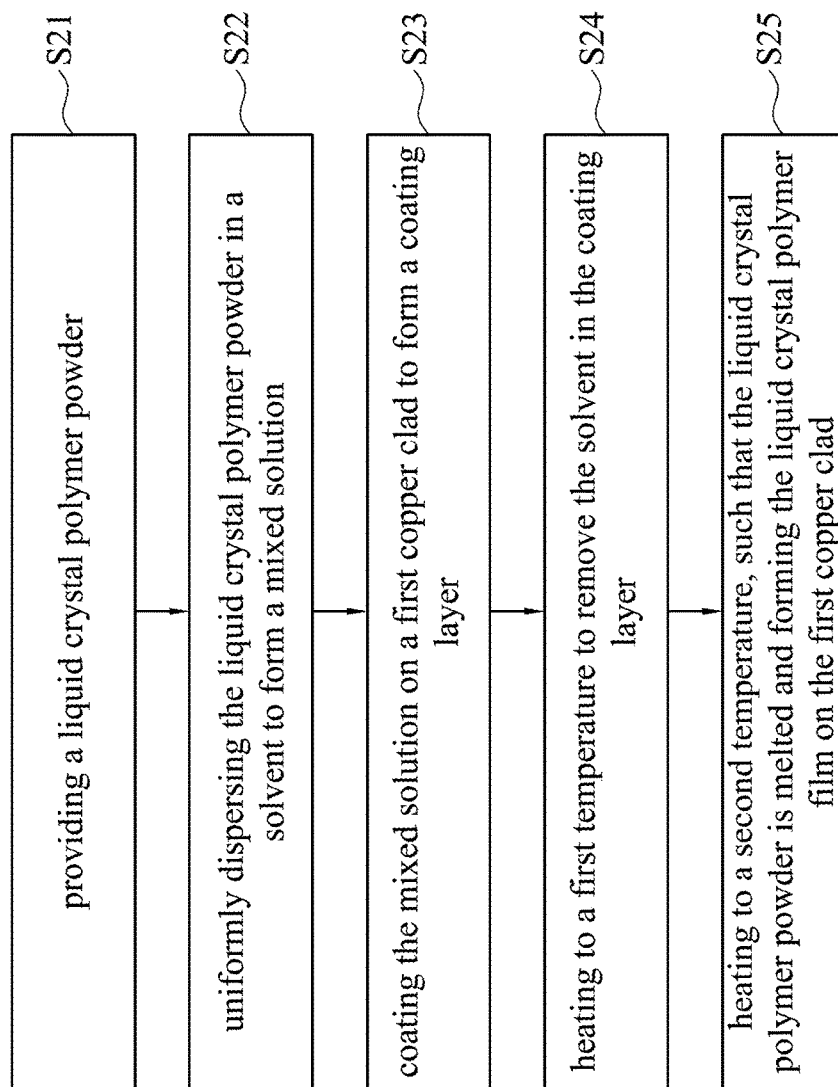 providing a liquid crystal polymer powder
S21
uniformly dispersing the liquid crystal polymer powder in a
solvent to form a mixed solution
S22
coating the mixed solution on a first copper clad to form a coating
layer
S23
heating to a first temperature to remove the solvent in the coating
layer
S24
heating to a second temperature, such that the liquid crystal
polymer powder is melted and forming the liquid crystal polymer
film on the first copper clad
S25